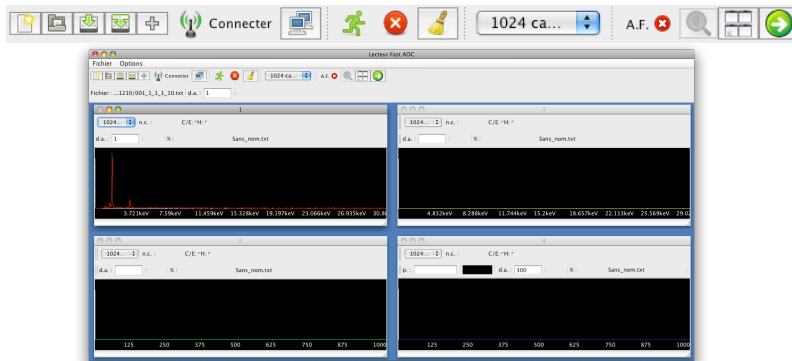 Connecter 1024 ca... A.F.
Lecteur Fast ADC
Fichier Options
Connecter 1024 ca... A.F.
Fichier : ...1210/001_1_1_1_10.txt d.a. : 1 :
1
1024... n.c. : C/E: H:
d.a. : 1 : % : Sans_nom.txt
3.721keV 7.59keV 11.459keV 15.328keV 19.197keV 23.066keV 26.935keV 30.80
3
1024... n.c. : C/E: H:
d.a. : : % : Sans_nom.txt
4.832keV 8.288keV 11.744keV 15.2keV 18.657keV 22.113keV 25.569keV 29.02
2
1024... n.c. : C/E: H:
d.a. : : % : Sans_nom.txt
125 250 375 500 625 750 875 1000
4
1024... n.c. : C/E: H:
p. : : d.a. : 100 : % : Sans_nom.txt
125 250 375 500 625 750 875 1000